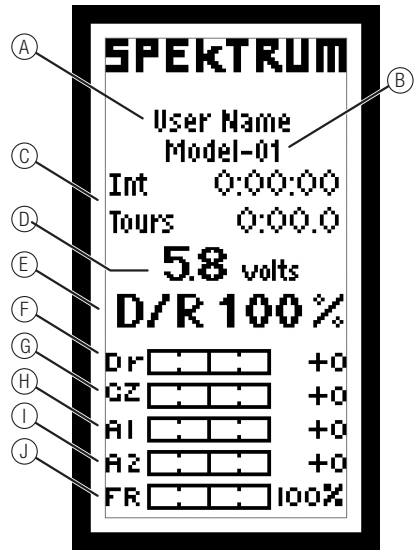 SPEKTRUM
A
B
User Name
Model-01
C
Int 0:00:00
Tours 0:00.0
D
5.8 volts
E
D/R 100%
F
Dr +0
G
GZ +0
H
A1 +0
I
A2 +0
J
FR 100%